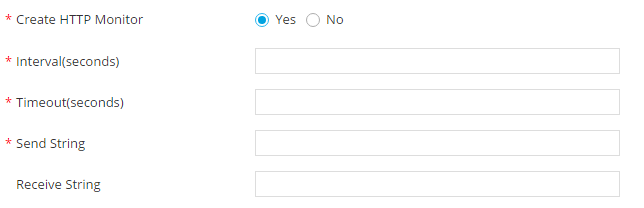 * Create HTTP Monitor Yes No
* Interval(seconds)
* Timeout(seconds)
* Send String
Receive String